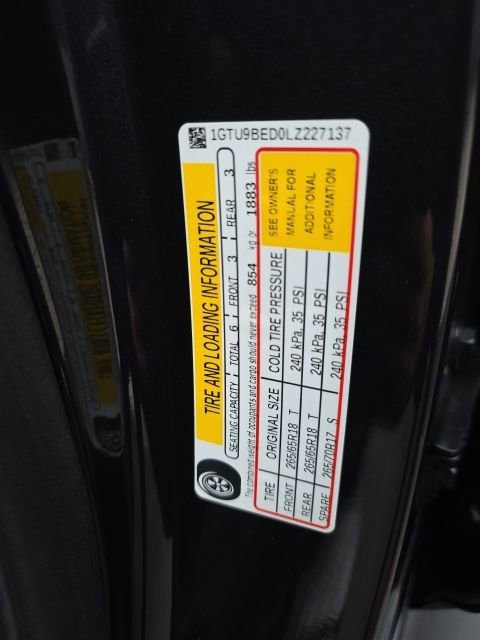 1GTU9BED0LZ227137
TIRE AND LOADING INFORMATION
SEATING CAPACITY TOTAL 6 FRONT 3 REAR 3
The combined weight of occupants and cargo should never exceed 854 kg or 1883 lbs
TIRE ORIGINAL SIZE COLD TIRE PRESSURE
FRONT 265/65R18 T 240 kPa, 35 PSI
REAR 265/65R18 T 240 kPa, 35 PSI
SPARE 265/70R17 S 240 kPa, 35 PSI
SEE OWNER'S
MANUAL FOR
ADDITIONAL
INFORMATION